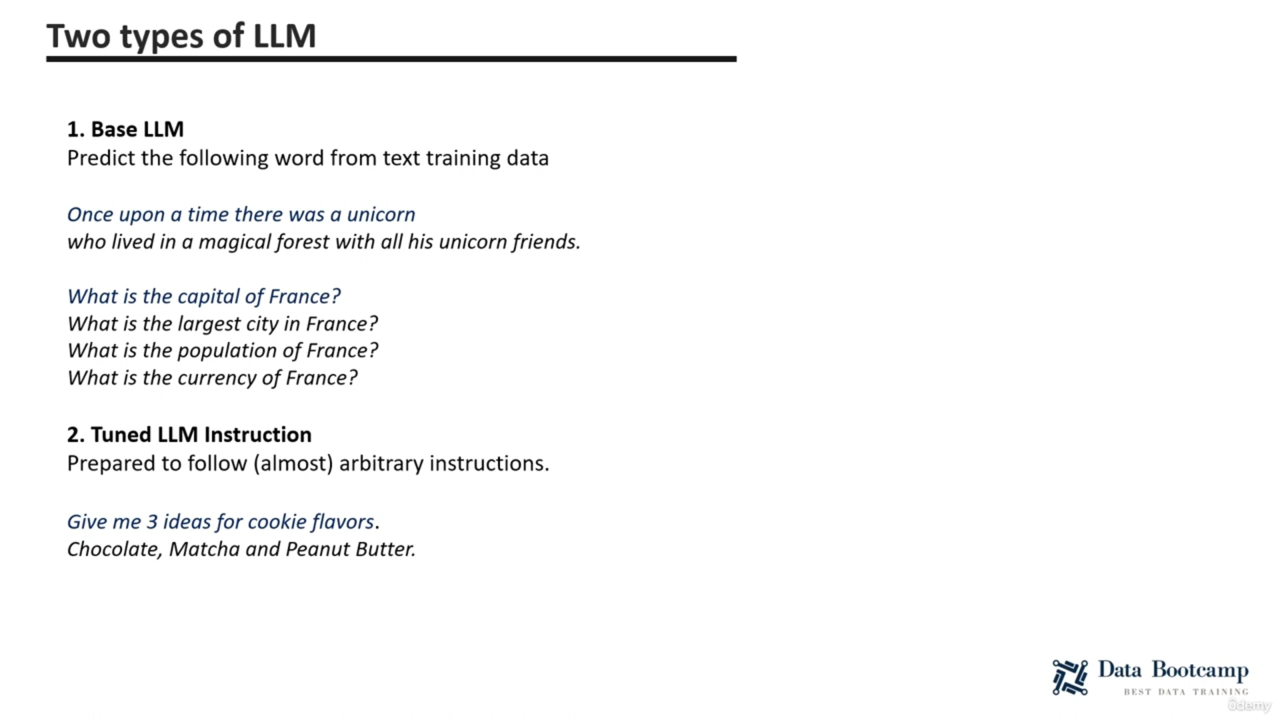 Two types of LLM
1. Base LLM
Predict the following word from text training data
Once upon a time there was a unicorn
who lived in a magical forest with all his unicorn friends.
What is the capital of France?
What is the largest city in France?
What is the population of France?
What is the currency of France?
2. Tuned LLM Instruction
Prepared to follow (almost) arbitrary instructions.
Give me 3 ideas for cookie flavors.
Chocolate, Matcha and Peanut Butter.
Data Bootcamp
BEST DATA TRAINING
ûdemy